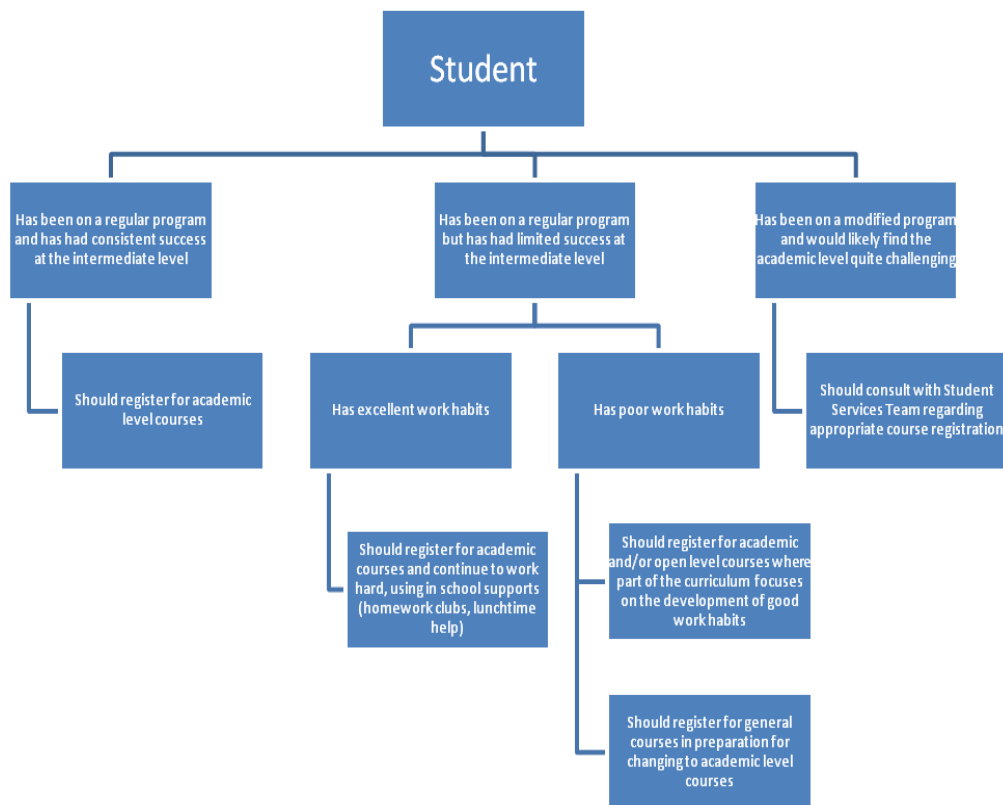 Student
Has been on a regular program
and has had consistent success
at the intermediate level
Has been on a regular program
but has had limited success at
the intermediate level
Has been on a modified program
and would likely find the
academic level quite challenging
Should register for academic
level courses
Has excellent work habits
Has poor work habits
Should consult with Student
Services Team regarding
appropriate course registration
Should register for academic
courses and continue to work
hard, using in school supports
(homework clubs, lunchtime
help)
Should register for academic
and/or open level courses where
part of the curriculum focuses
on the development of good
work habits
Should register for general
courses in preparation for
changing to academic level
courses